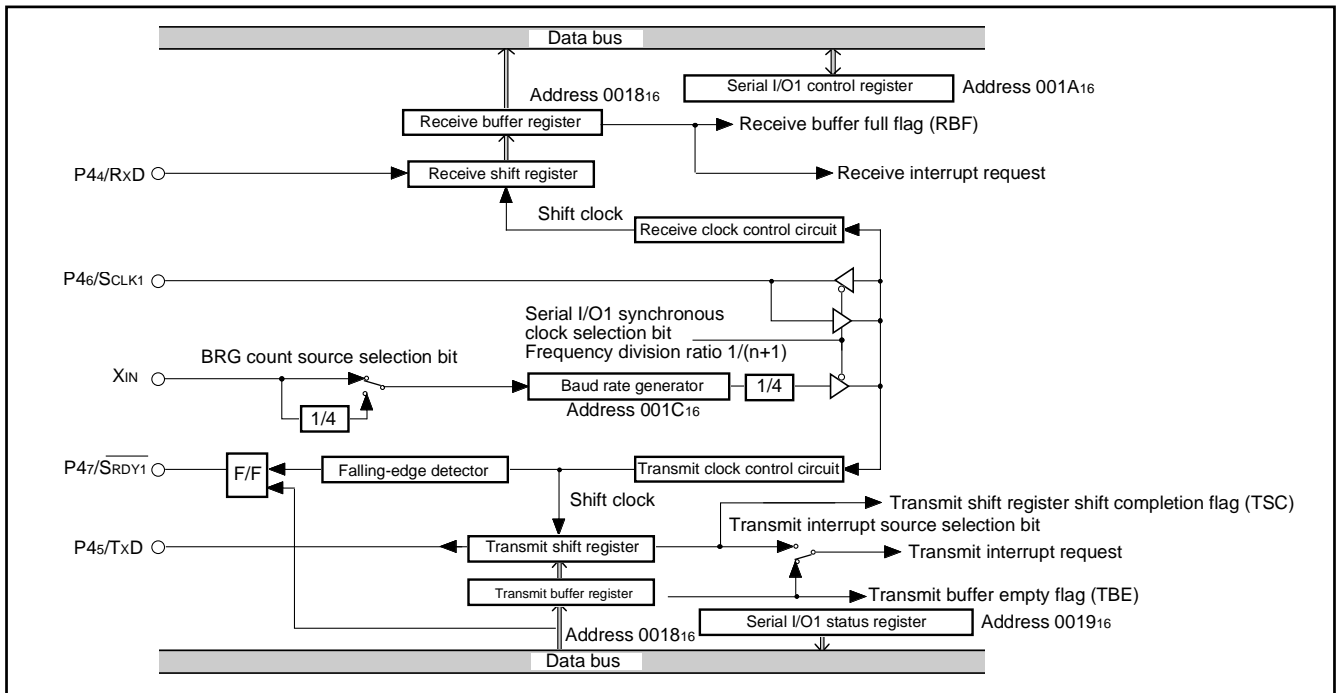 Data bus
Address 001816
Serial I/O1 control register
Address 001A16
Receive buffer register
Receive buffer full flag (RBF)
P44/RXD
Receive shift register
Receive interrupt request
Shift clock
Receive clock control circuit
P46/SCLK1
Serial I/O1 synchronous
clock selection bit
Frequency division ratio 1/(n+1)
BRG count source selection bit
XIN
Baud rate generator
1/4
Address 001C16
1/4
P47/SRDY1
F/F
Falling-edge detector
Transmit clock control circuit
Shift clock
Transmit shift register shift completion flag (TSC)
Transmit interrupt source selection bit
P45/TXD
Transmit shift register
Transmit interrupt request
Transmit buffer register
Transmit buffer empty flag (TBE)
Address 001816
Serial I/O1 status register
Address 001916
Data bus